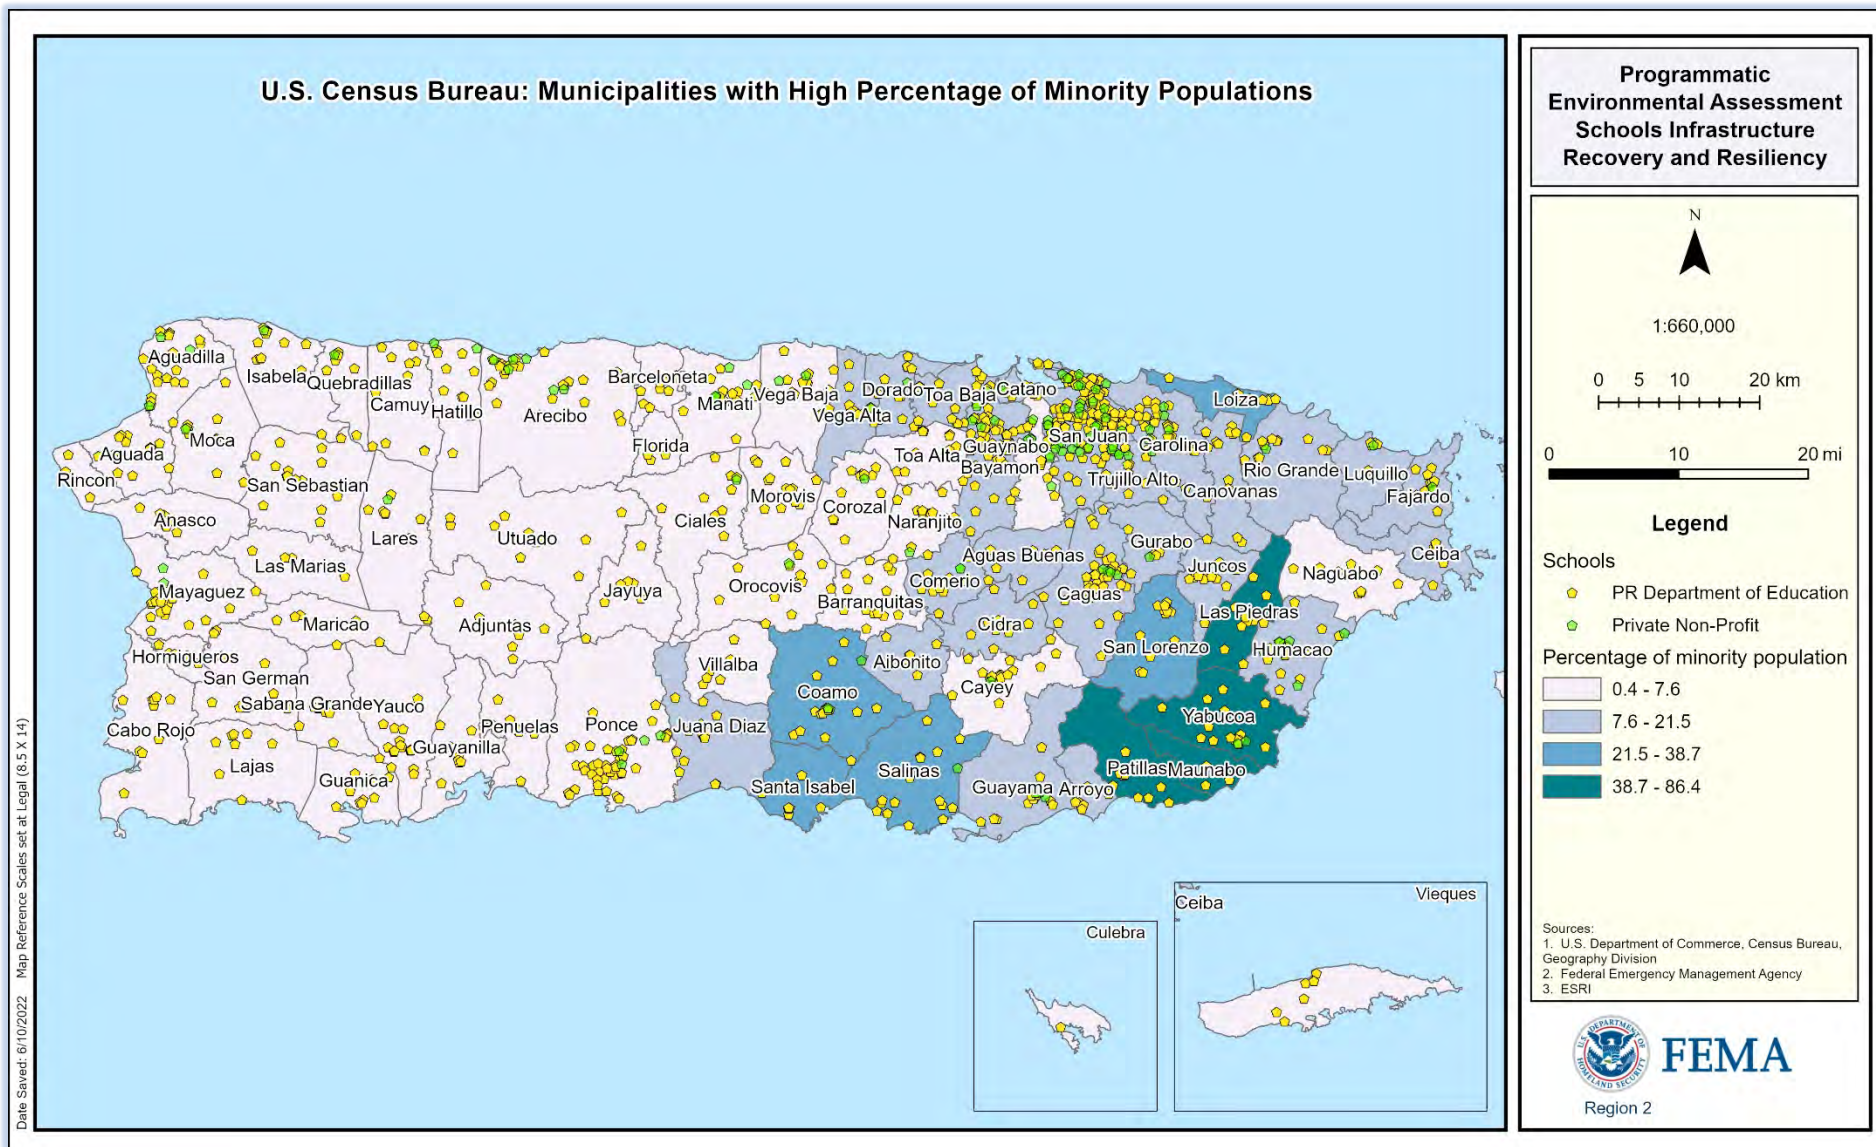 U.S. Census Bureau: Municipalities with High Percentage of Minority Populations
Programmatic
Environmental Assessment
Schools Infrastructure
Recovery and Resiliency
N
1:660,000
0 5 10 20 km
0 10 20 mi
Legend
Schools
PR Department of Education
Private Non-Profit
Percentage of minority population
0.4 - 7.6
7.6 - 21.5
21.5 - 38.7
38.7 - 86.4
Sources:
1. U.S. Department of Commerce, Census Bureau,
Geography Division
2. Federal Emergency Management Agency
3. ESRI
U.S. DEPARTMENT OF
HOMELAND SECURITY
FEMA
Region 2
Aguadilla
Isabela
Quebradillas
Camuy
Hatillo
Arecibo
Barceloneta
Manati
Vega Baja
Vega Alta
Dorado
Toa Baja
Catano
Loiza
Moca
Aguada
Rincon
San Sebastian
Florida
Toa Alta
Guaynabo
Bayamon
San Juan
Carolina
Trujillo Alto
Canovanas
Rio Grande
Luquillo
Fajardo
Anasco
Lares
Utuado
Ciales
Morovis
Corozal
Naranjito
Las Marias
Aguas Buenas
Gurabo
Juncos
Naguabo
Ceiba
Mayaguez
Jayuya
Orocovis
Barranquitas
Comerio
Caguas
Las Piedras
Maricao
Adjuntas
Cidra
San Lorenzo
Humacao
Hormigueros
San German
Villalba
Aibonito
Coamo
Cayey
Sabana Grande
Yauco
Penuelas
Ponce
Juana Diaz
Yabucoa
Cabo Rojo
Lajas
Guanica
Guayanilla
Salinas
Santa Isabel
Guayama
Arroyo
Patillas
Maunabo
Culebra
Ceiba
Vieques
Date Saved: 6/10/2022 Map Reference Scales set at Legal (8.5 X 14)